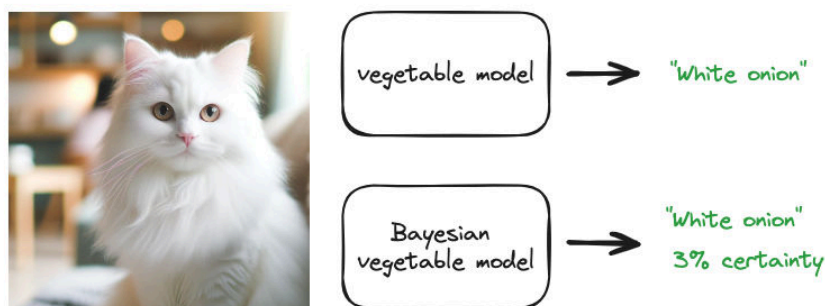 vegetable model
"White onion"
Bayesian
vegetable model
"White onion"
3% certainty